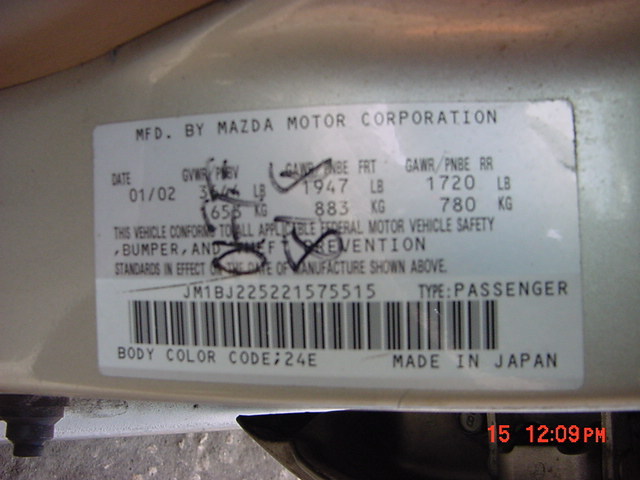 MFD. BY MAZDA MOTOR CORPORATION
DATE GVWR/PNBV GAWR/PNBE FRT GAWR/PNBE RR
01/02 LB 1947 LB 1720 LB
KG 883 KG 780 KG
THIS VEHICLE CONFORMS TO ALL APPLICABLE FEDERAL MOTOR VEHICLE SAFETY
,BUMPER,AND THEFT PREVENTION
STANDARDS IN EFFECT ON THE DATE OF MANUFACTURE SHOWN ABOVE.
JM1BJ225221575515 TYPE:PASSENGER
BODY COLOR CODE;24E MADE IN JAPAN
15 12:09PM